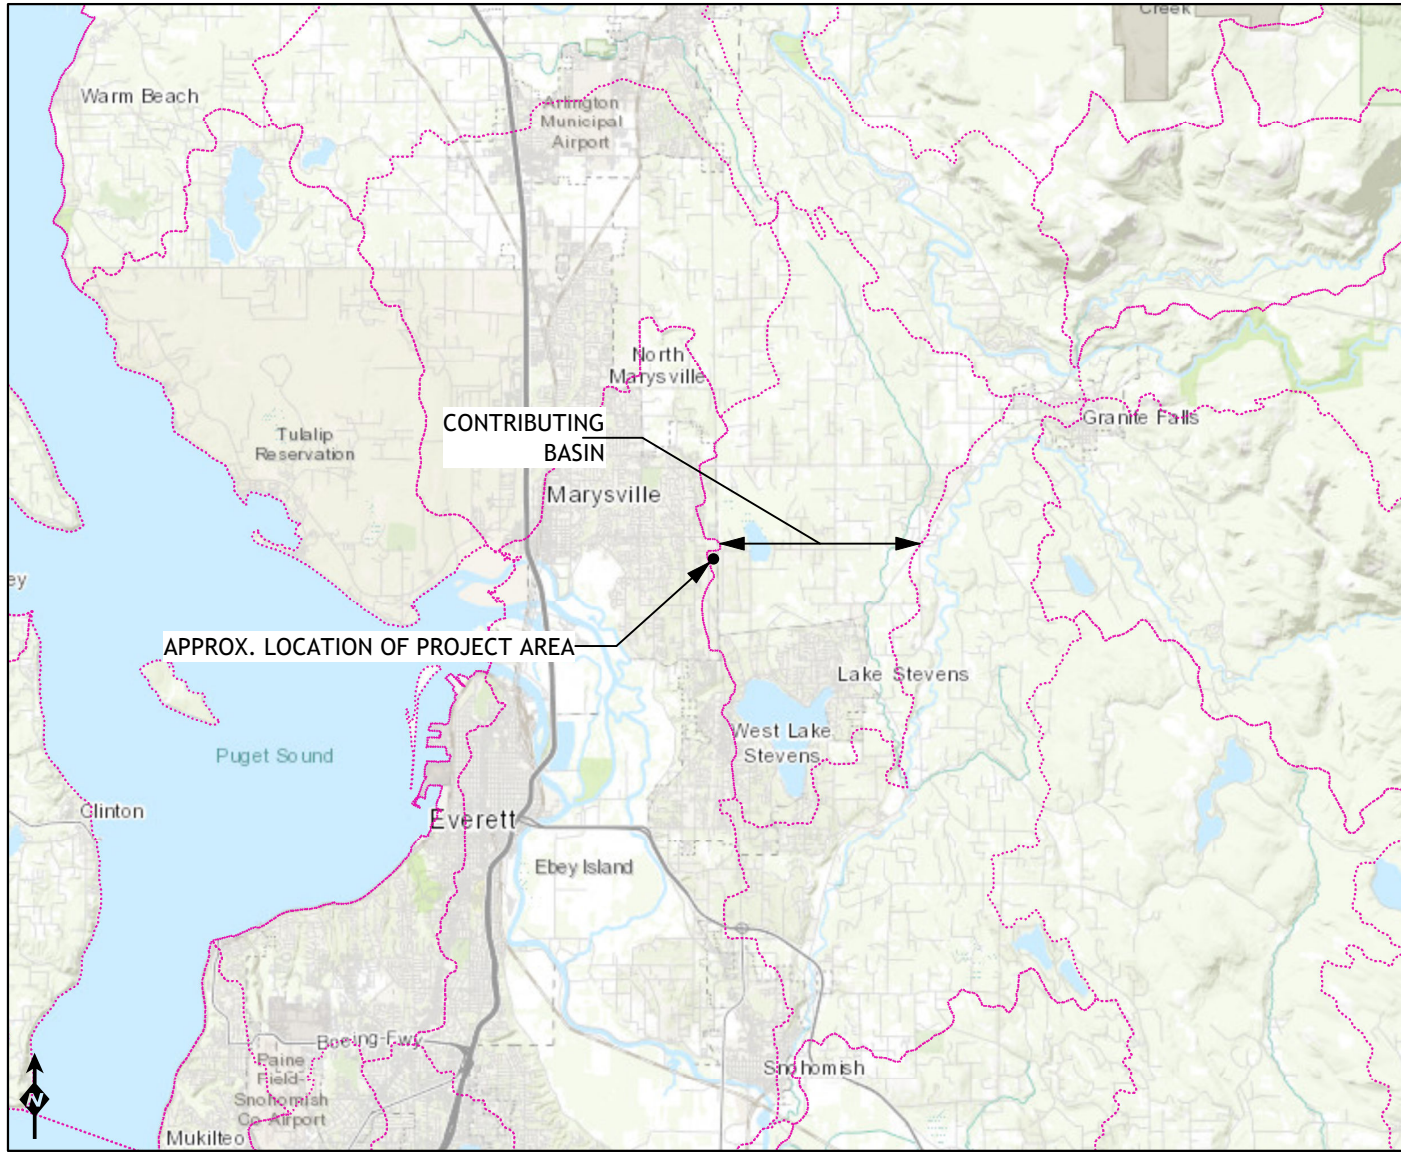 Creek
Warm Beach
Arlington
Municipal
Airport
North
Marysville
CONTRIBUTING
BASIN
Granite Falls
Tulalip
Reservation
Marysville
ey
APPROX. LOCATION OF PROJECT AREA
Lake Stevens
West Lake
Stevens
Puget Sound
Clinton
Everett
Ebey Island
Boeing-Fwy
Paine
Field-
Snohomish
Co Airport
Snohomish
N
Mukilteo